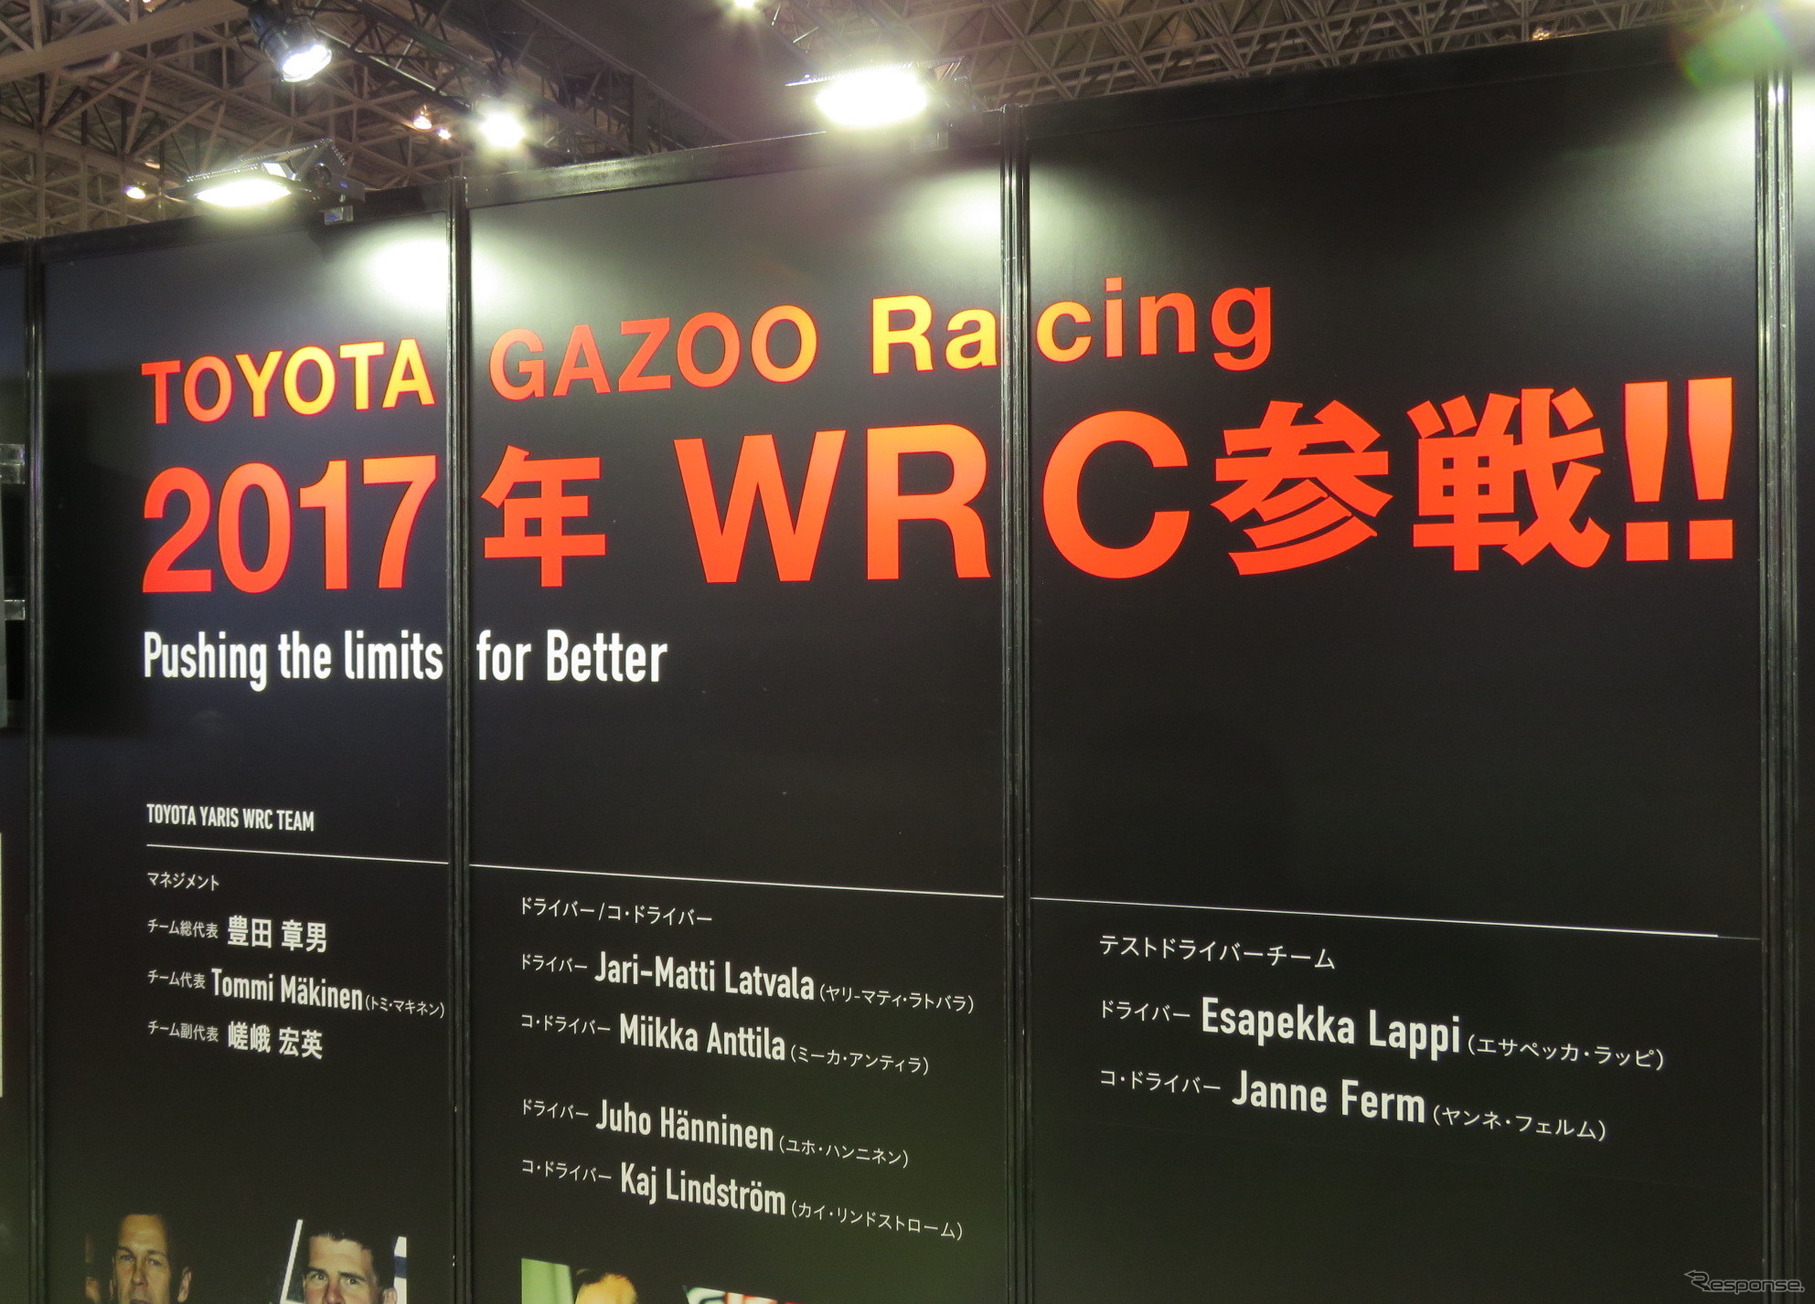 TOYOTA GAZOO Racing
2017年 WRC参戦!!
Pushing the limits for Better
TOYOTA YARIS WRC TEAM
マネジメント
チーム総代表 豊田 章男
チーム代表 Tommi Mäkinen(トミ・マキネン)
チーム副代表 嵯峨 宏英
ドライバー/コ・ドライバー
ドライバー Jari-Matti Latvala(ヤリ-マティ・ラトバラ)
コ・ドライバー Miikka Anttila(ミーカ・アンティラ)
ドライバー Juho Hänninen(ユホ・ハンニネン)
コ・ドライバー Kaj Lindström(カイ・リンドストローム)
テストドライバーチーム
ドライバー Esapekka Lappi(エサペッカ・ラッピ)
コ・ドライバー Janne Ferm(ヤンネ・フェルム)
Response.